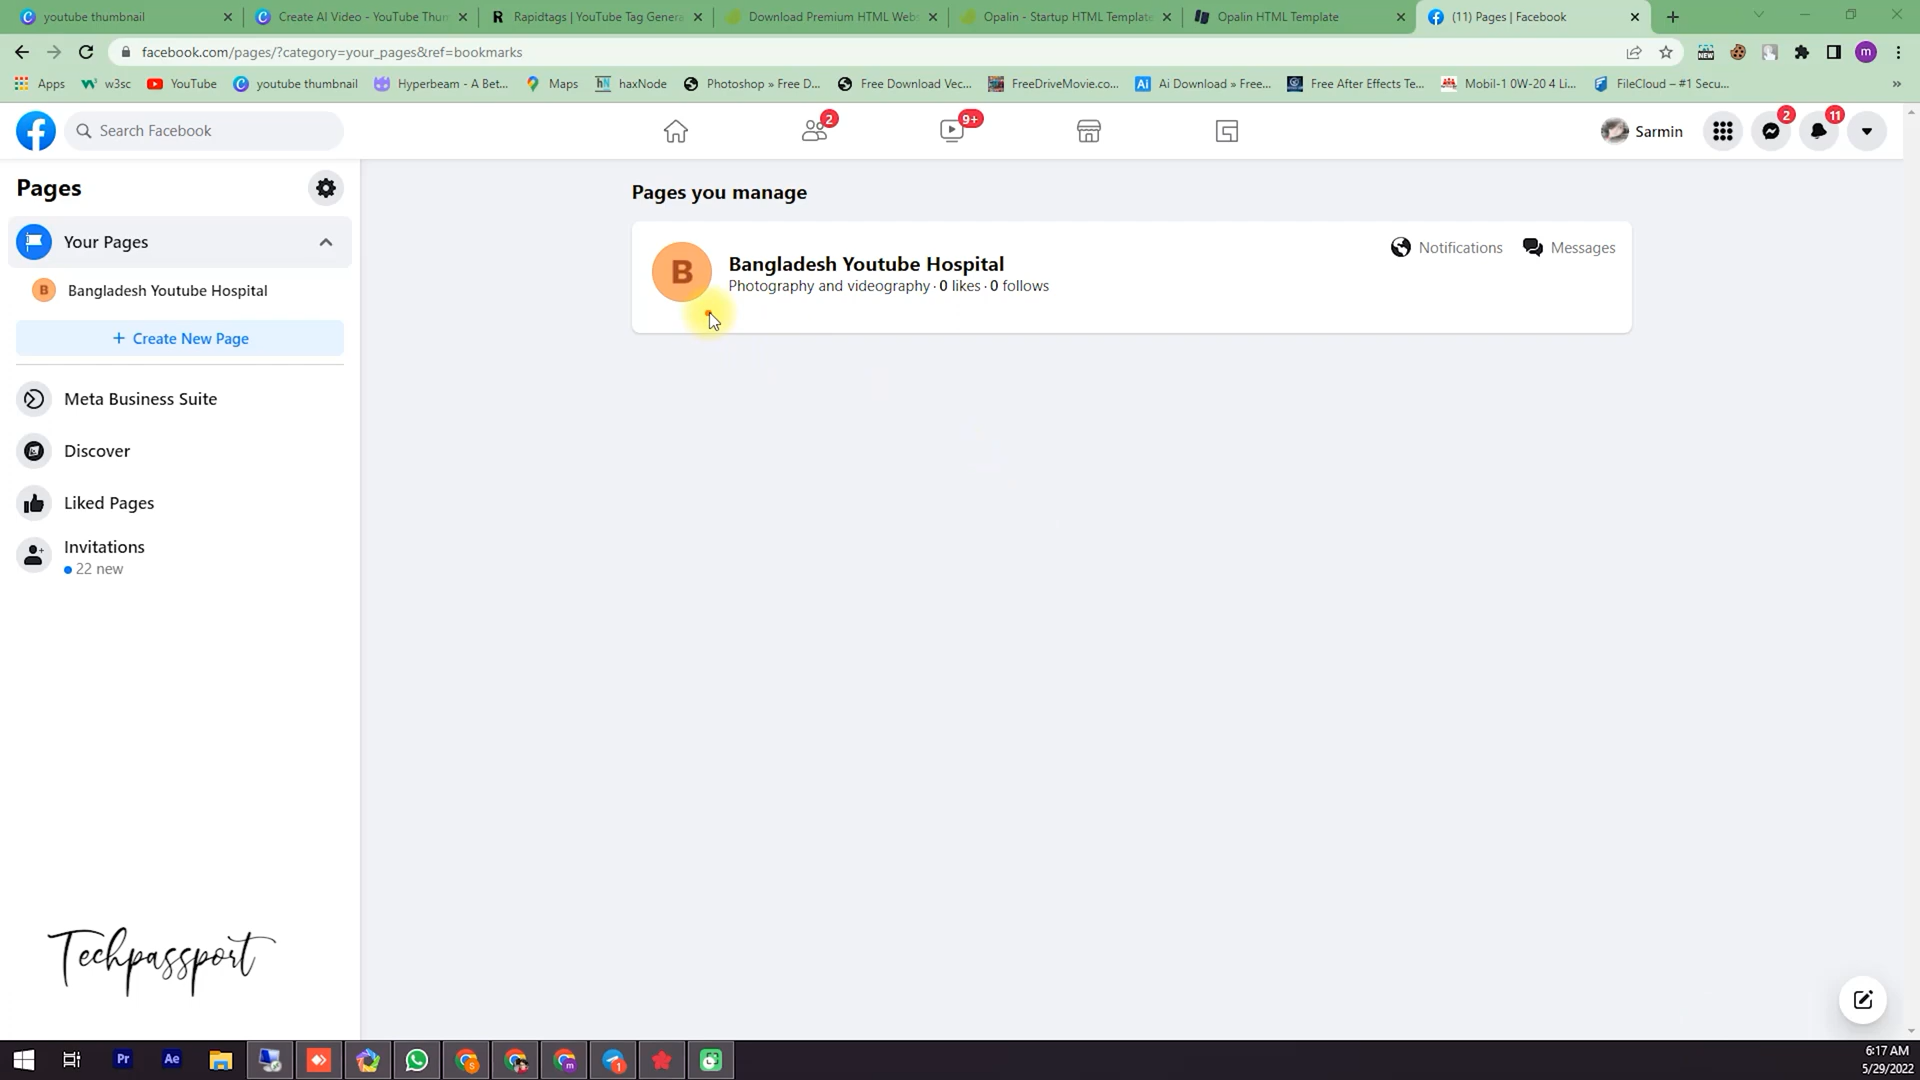 youtube thumbnail
Create AI Video - YouTube Thum
Rapidtags | YouTube Tag Genera
Download Premium HTML Webs
Opalin - Startup HTML Template
Opalin HTML Template
(11) Pages | Facebook
facebook.com/pages/?category=your_pages&ref=bookmarks
m
Apps
w3sc
YouTube
youtube thumbnail
Hyperbeam - A Bet...
Maps
haxNode
Photoshop » Free D...
Free Download Vec...
FreeDriveMovie.co...
Ai Download » Free...
Free After Effects Te...
Mobil-1 0W-20 4 Li...
FileCloud – #1 Secu...
»
Search Facebook
2
9+
Sarmin
2
11
Pages
Your Pages
B Bangladesh Youtube Hospital
+ Create New Page
Meta Business Suite
Discover
Liked Pages
Invitations
22 new
Pages you manage
B
Bangladesh Youtube Hospital
Photography and videography · 0 likes · 0 follows
Notifications
Messages
Techpassport
Pr
Ae
6:17 AM
5/29/2022